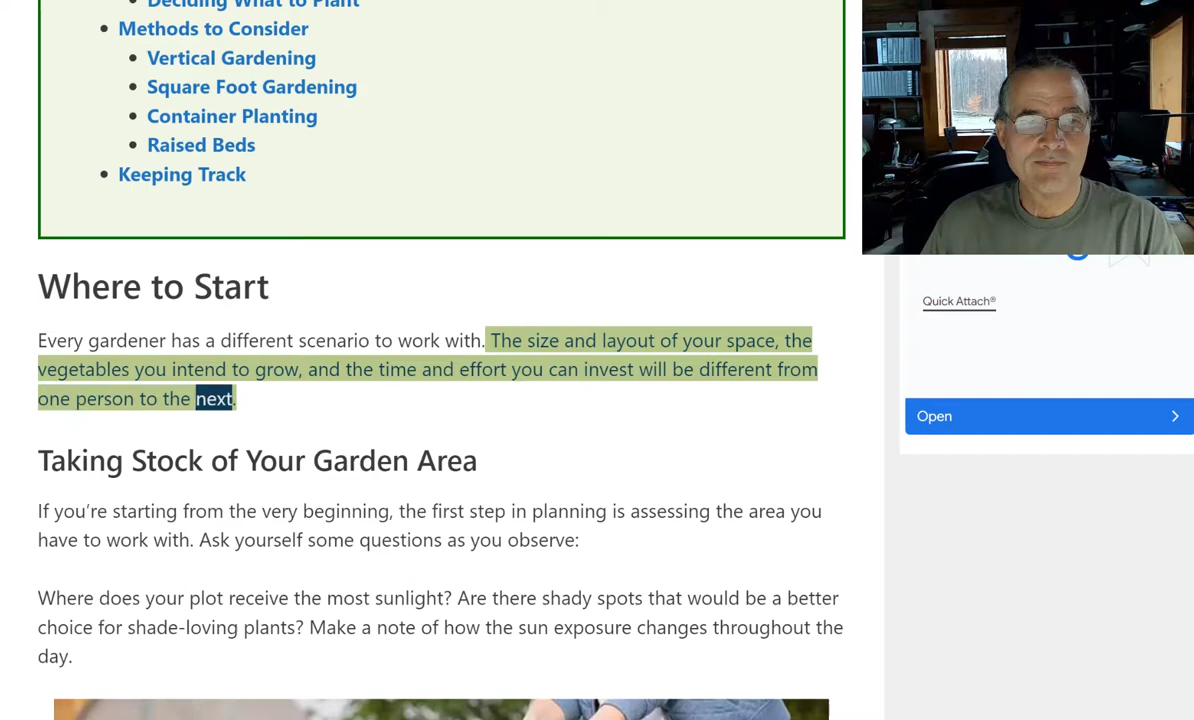 Deciding What to Plant
Methods to Consider
Vertical Gardening
Square Foot Gardening
Container Planting
Raised Beds
Keeping Track
Quick Attach®
Open
Where to Start
Every gardener has a different scenario to work with. The size and layout of your space, the
vegetables you intend to grow, and the time and effort you can invest will be different from
one person to the next.
Taking Stock of Your Garden Area
If you’re starting from the very beginning, the first step in planning is assessing the area you
have to work with. Ask yourself some questions as you observe:
Where does your plot receive the most sunlight? Are there shady spots that would be a better
choice for shade-loving plants? Make a note of how the sun exposure changes throughout the
day.